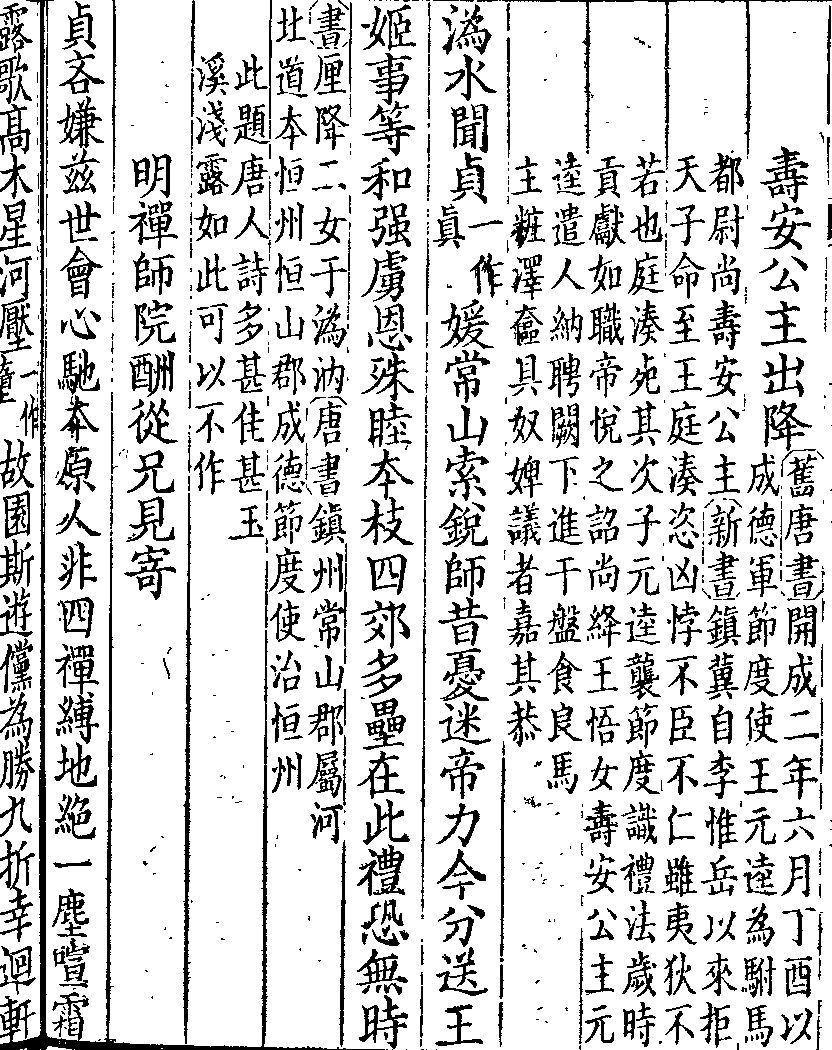 壽安公主出降舊唐書開成二年六月丁酉以
成德軍節度使王元逵為駙馬
都尉尚壽安公主新書鎮冀自李惟岳以來拒
天子命至王庭湊恣凶悖不臣不仁雖夷狄不
若也庭湊死其次子元逵襲節度識禮法歲時
貢獻如職帝悅之詔尚絳王悟女壽安公主元
逵遣人納聘闕下進千盤食良馬
主粧澤奩具奴婢議者嘉其恭
溈水聞貞一作眞媛常山索銳師昔憂迷帝力今分送王
姬事等和强虜恩殊睦本枝四郊多壘在此禮恐無時
書厘降二女于溈汭唐書鎮州常山郡屬河
北道本恒州恒山郡成德節度使治恒州
此題唐人詩多甚佳甚玉
溪淺露如此可以不作
明禪師院酬從兄見寄
貞吝嫌茲世會心馳本原人非四禪縛地絕一塵暄霜
露欹高木星河壓一作墮故園斯遊儻為勝九折幸迴軒